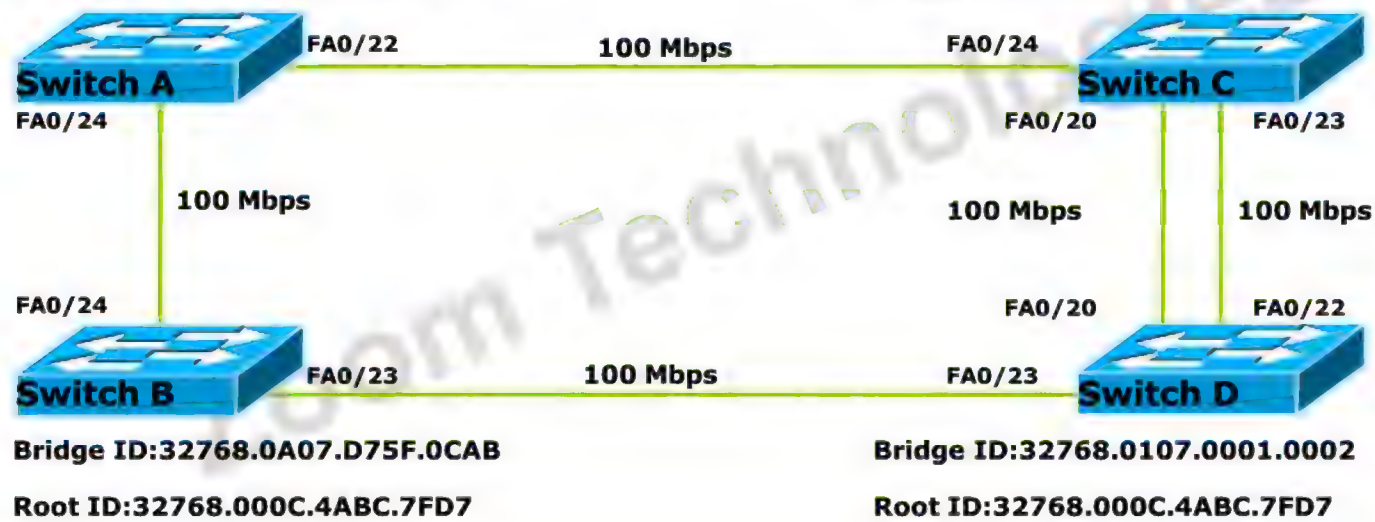 FA0/22 100 Mbps FA0/24
Switch A Switch C
FA0/24 FA0/20 FA0/23
100 Mbps 100 Mbps 100 Mbps
FA0/24 FA0/20 FA0/22
Switch B FA0/23 100 Mbps FA0/23 Switch D
Bridge ID:32768.0A07.D75F.0CAB Bridge ID:32768.0107.0001.0002
Root ID:32768.000C.4ABC.7FD7 Root ID:32768.000C.4ABC.7FD7
Zoom Technologies